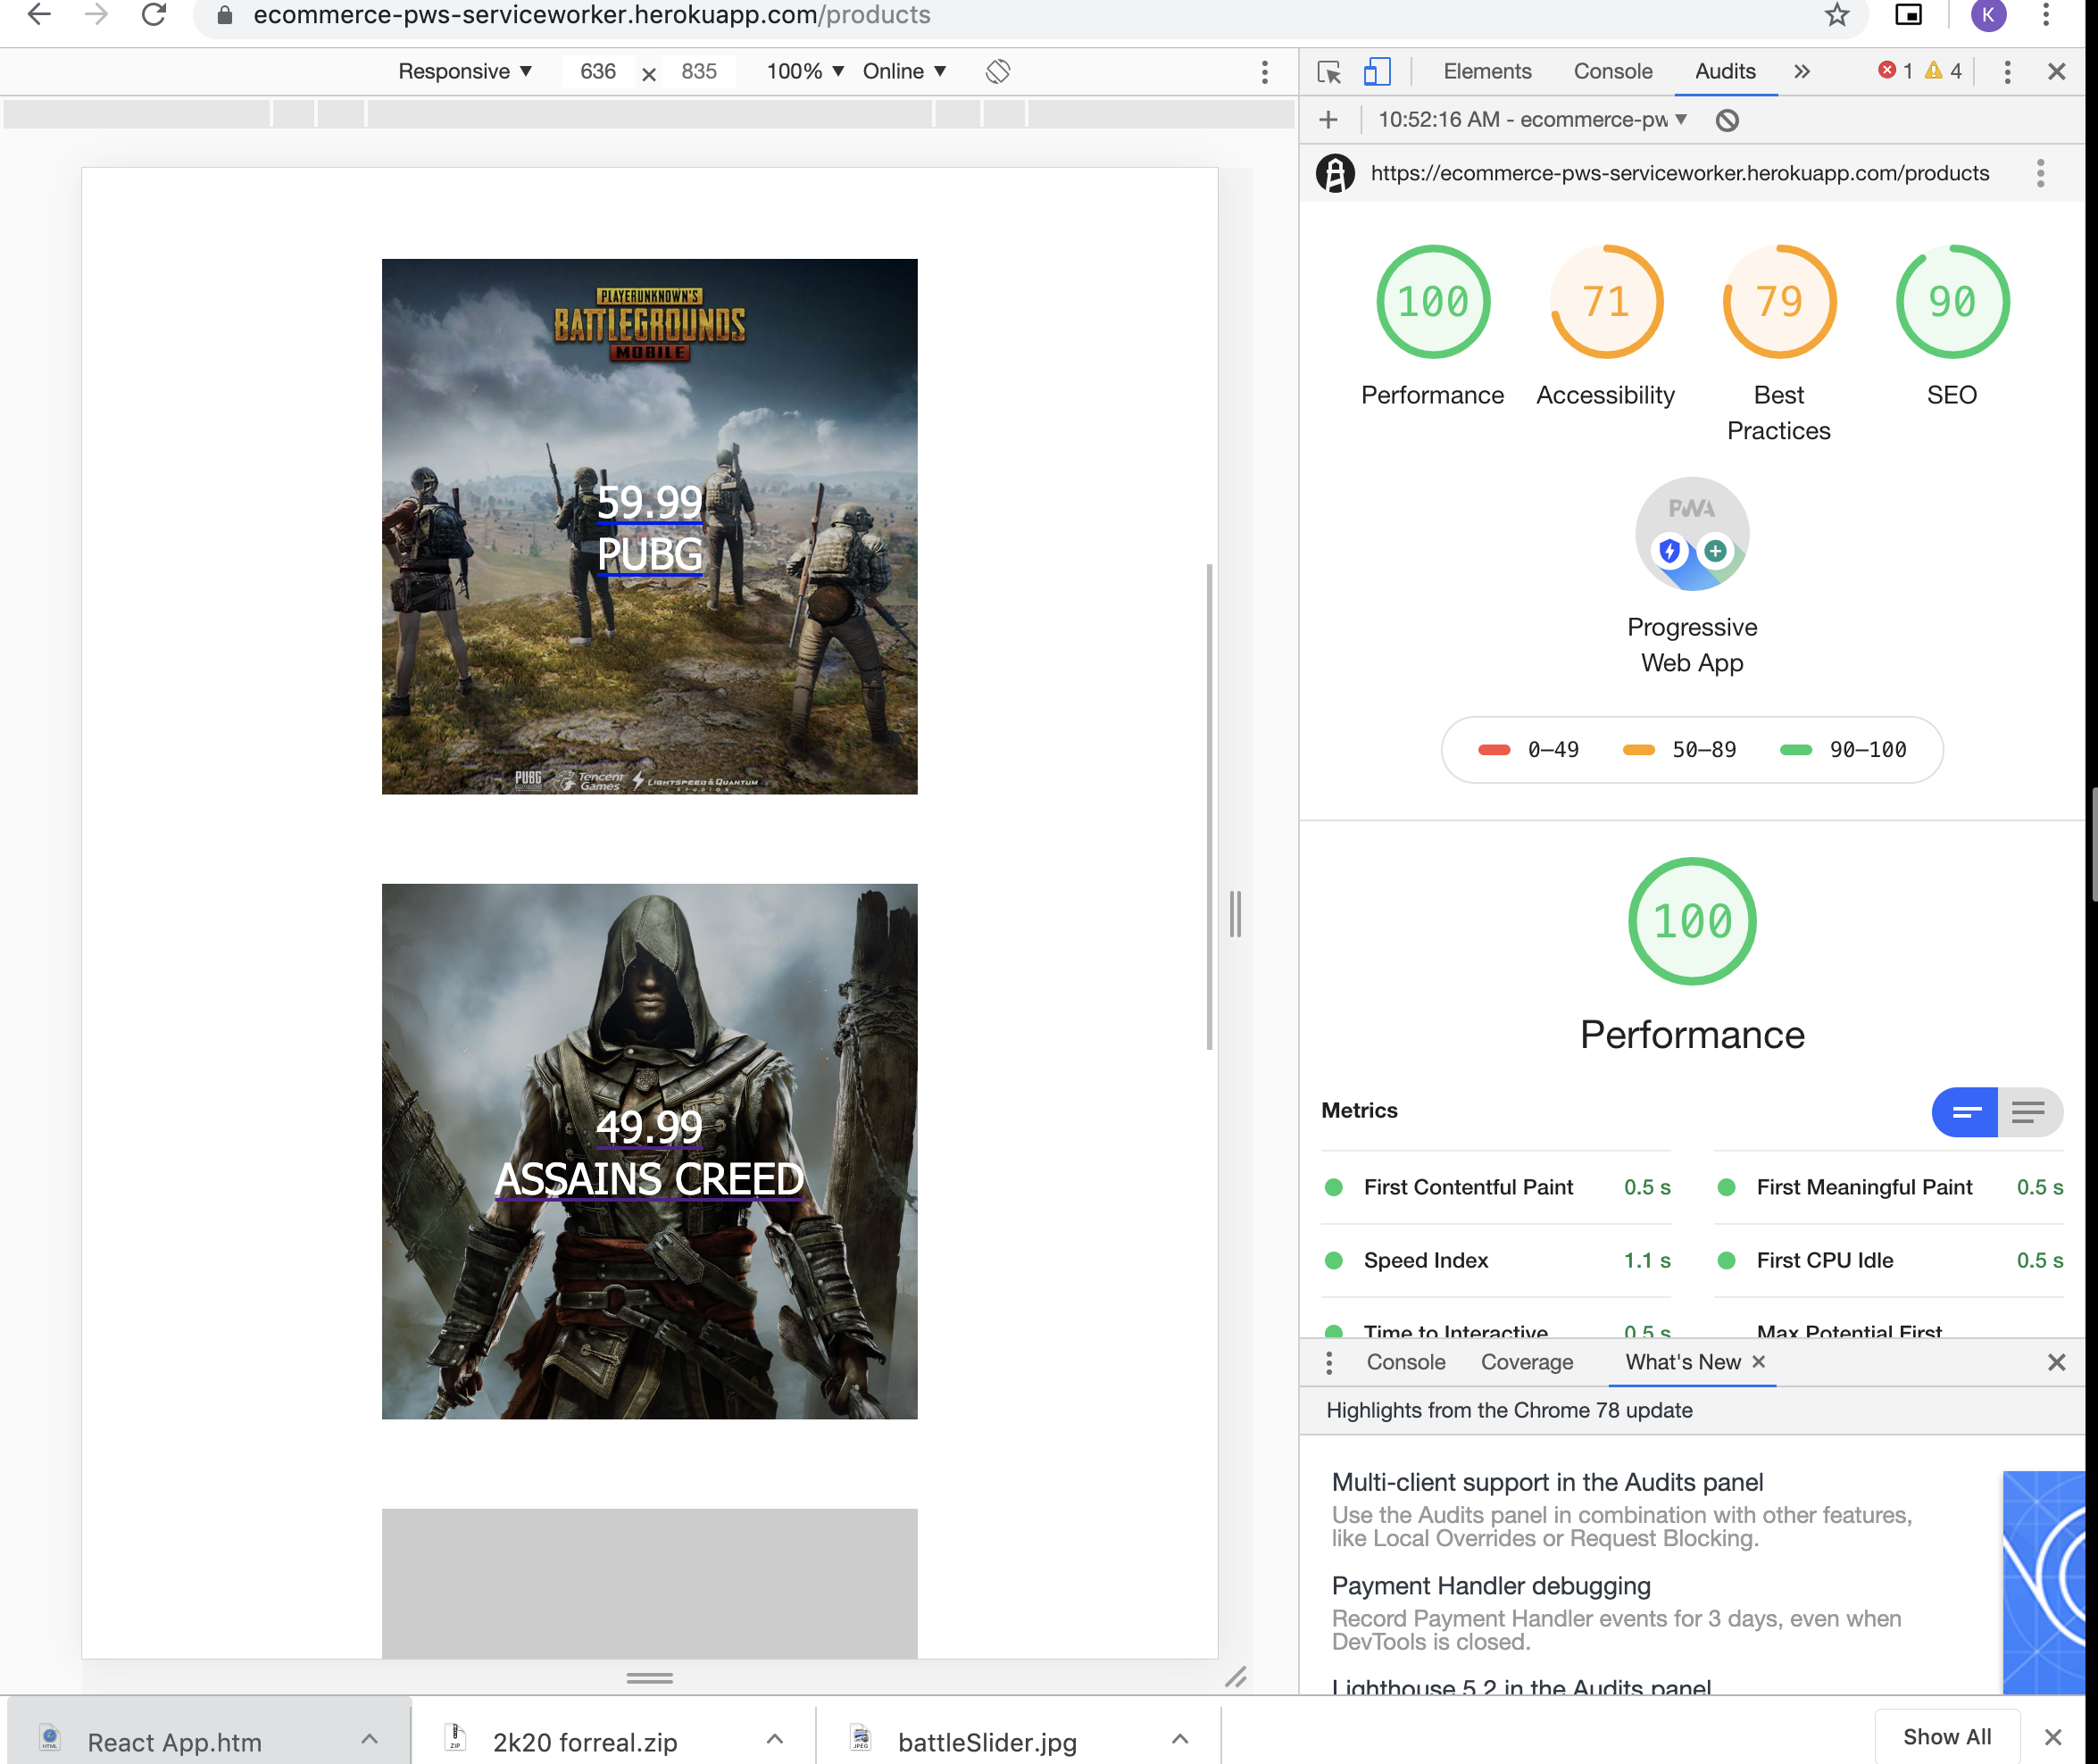 ecommerce-pws-serviceworker.herokuapp.com/products
K
Responsive ▼ 636 × 835 100% ▼ Online ▼
Elements Console Audits » 1 4
10:52:16 AM - ecommerce-pw ▼
https://ecommerce-pws-serviceworker.herokuapp.com/products
PLAYERUNKNOWN'S
BATTLEGROUNDS
MOBILE
59.99
PUBG
PUBG
Tencent Games
LIGHTSPEED & QUANTUM
STUDIOS
49.99
ASSAINS CREED
100 71 79 90
Performance Accessibility Best Practices SEO
PWA
Progressive
Web App
0–49 50–89 90–100
100
Performance
Metrics
First Contentful Paint 0.5 s First Meaningful Paint 0.5 s
Speed Index 1.1 s First CPU Idle 0.5 s
Time to Interactive 0.5 s Max Potential First
Console Coverage What's New ×
Highlights from the Chrome 78 update
Multi-client support in the Audits panel
Use the Audits panel in combination with other features,
like Local Overrides or Request Blocking.
Payment Handler debugging
Record Payment Handler events for 3 days, even when
DevTools is closed.
Lighthouse 5.2 in the Audits panel
HTML React App.htm
ZIP 2k20 forreal.zip
JPEG battleSlider.jpg
Show All